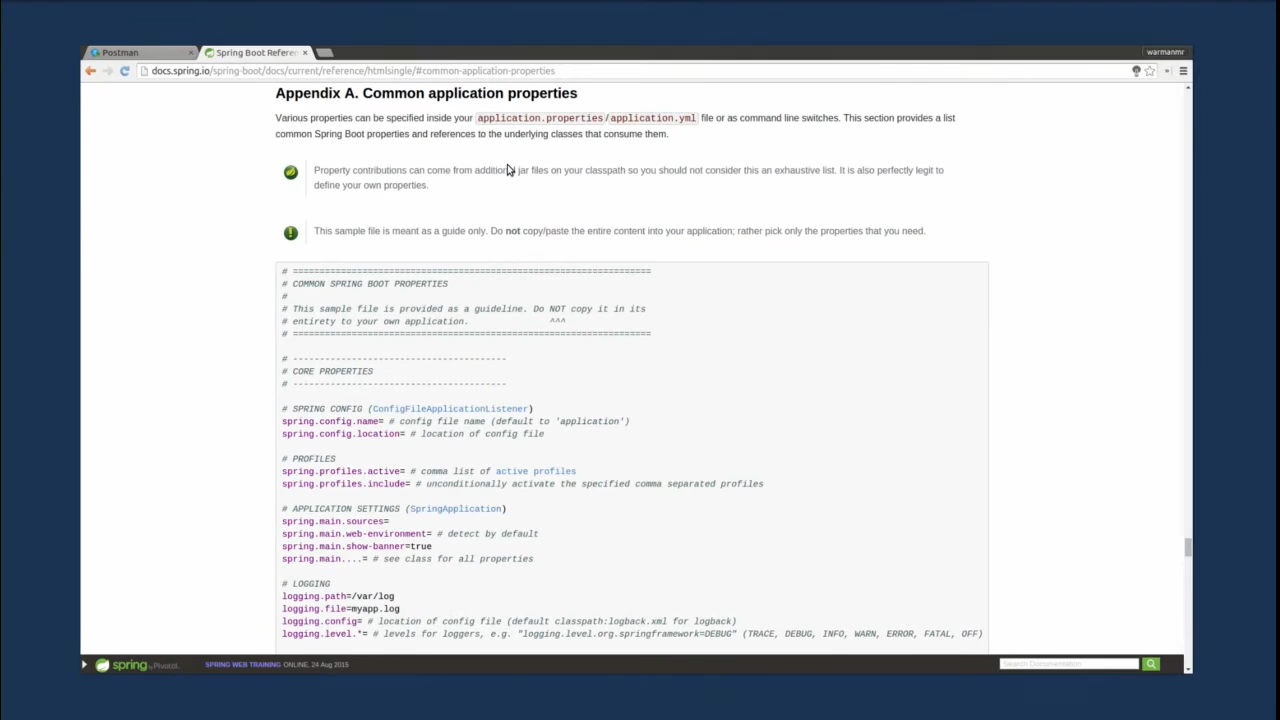 Postman
Spring Boot Refere
warmanmr
docs.spring.io/spring-boot/docs/current/reference/htmlsingle/#common-application-properties
Appendix A. Common application properties
Various properties can be specified inside your application.properties/application.yml file or as command line switches. This section provides a list
common Spring Boot properties and references to the underlying classes that consume them.
Property contributions can come from additional jar files on your classpath so you should not consider this an exhaustive list. It is also perfectly legit to
define your own properties.
This sample file is meant as a guide only. Do not copy/paste the entire content into your application; rather pick only the properties that you need.
# ===================================================================
# COMMON SPRING BOOT PROPERTIES
#
# This sample file is provided as a guideline. Do NOT copy it in its
# entirety to your own application.               ^^^
# ===================================================================
# ----------------------------------------
# CORE PROPERTIES
# ----------------------------------------
# SPRING CONFIG (ConfigFileApplicationListener)
spring.config.name= # config file name (default to 'application')
spring.config.location= # location of config file
# PROFILES
spring.profiles.active= # comma list of active profiles
spring.profiles.include= # unconditionally activate the specified comma separated profiles
# APPLICATION SETTINGS (SpringApplication)
spring.main.sources=
spring.main.web-environment= # detect by default
spring.main.show-banner=true
spring.main....= # see class for all properties
# LOGGING
logging.path=/var/log
logging.file=myapp.log
logging.config= # location of config file (default classpath:logback.xml for logback)
logging.level.*= # levels for loggers, e.g. "logging.level.org.springframework=DEBUG" (TRACE, DEBUG, INFO, WARN, ERROR, FATAL, OFF)
spring by Pivotal.
SPRING WEB TRAINING ONLINE, 24 Aug 2015
Search Documentation